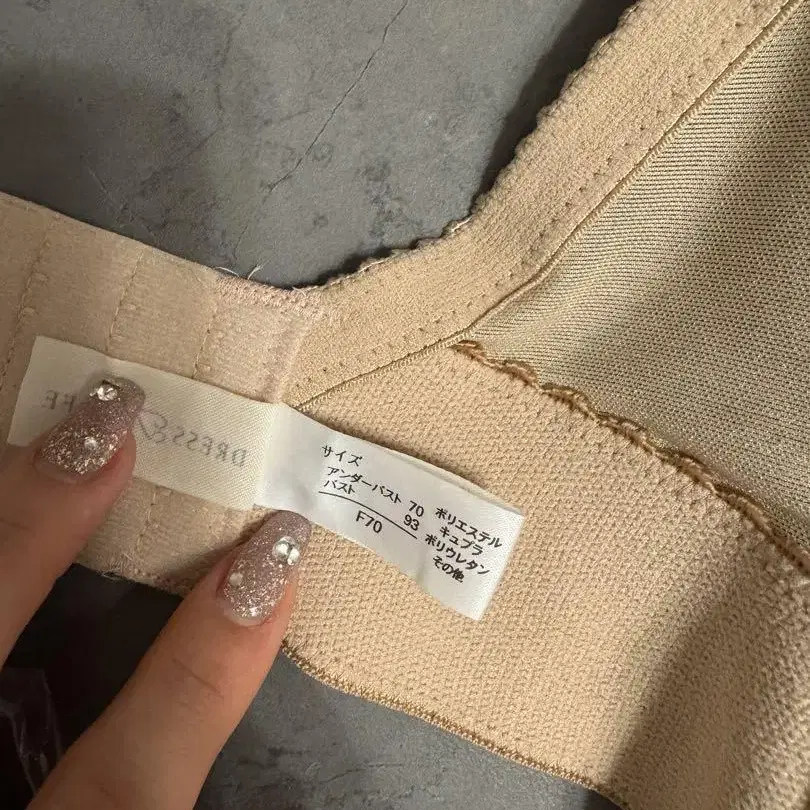 サイズ
アンダーバスト 70
バスト 93
F70
ポリエステル
キュプラ
ポリウレタン
その他
DRESS &